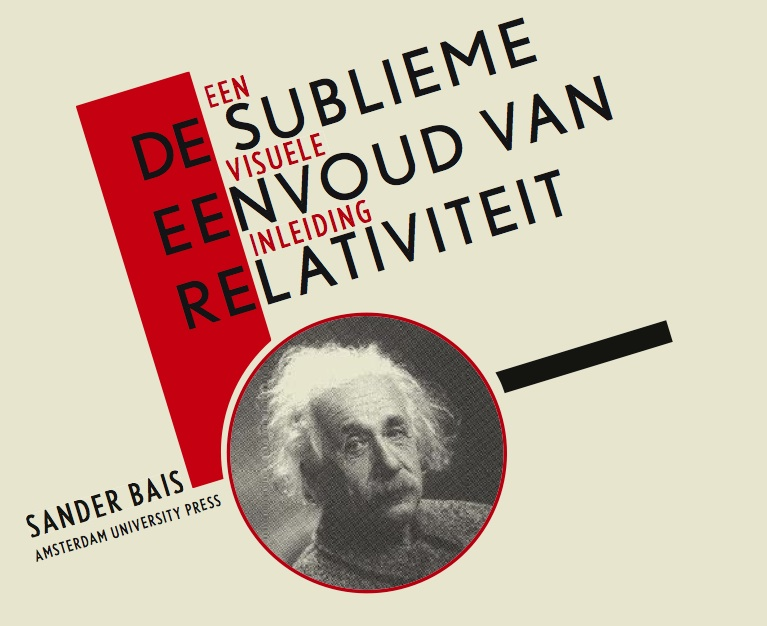 EEN
DE SUBLIEME
VISUELE
EENVOUD VAN
INLEIDING
RELATIVITEIT
SANDER BAIS
AMSTERDAM UNIVERSITY PRESS